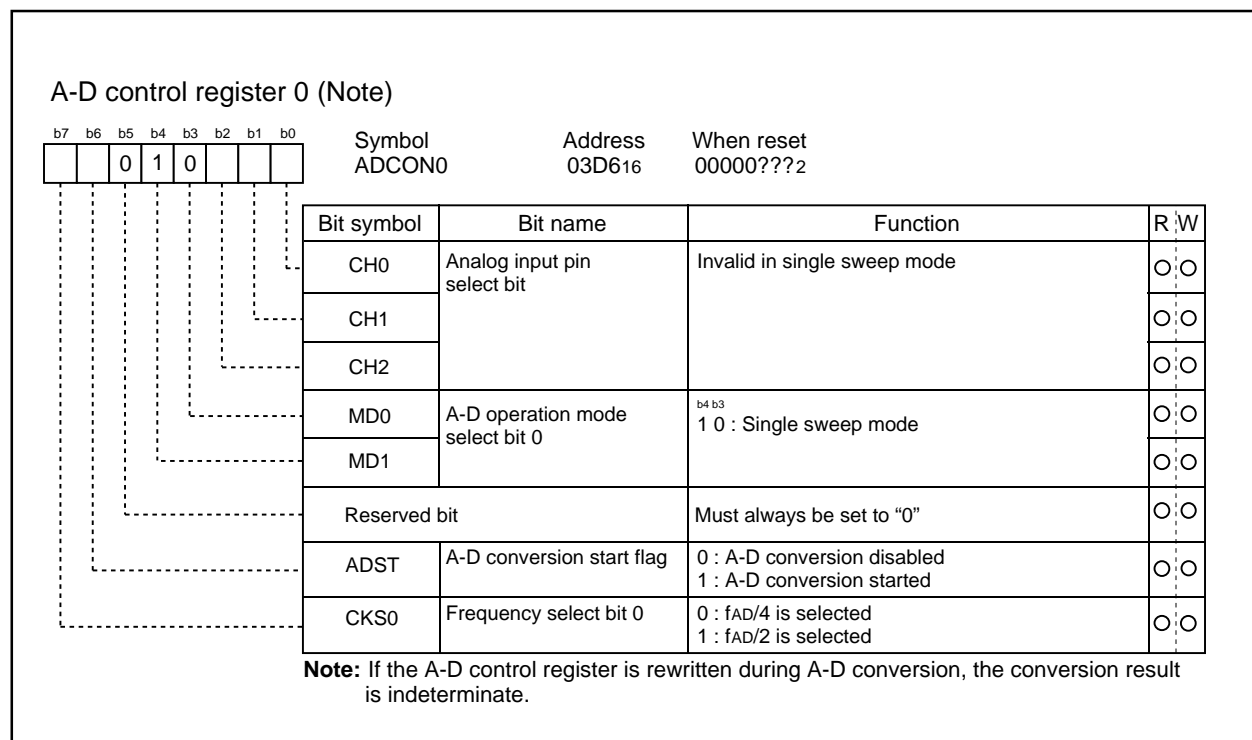 A-D control register 0 (Note)
b7 b6 b5 b4 b3 b2 b1 b0
0 1 0
Symbol Address When reset
ADCON0 03D616 00000???2
Bit symbol Bit name Function R W
CH0 Analog input pin Invalid in single sweep mode
select bit
CH1
CH2
b4 b3
MD0 A-D operation mode 1 0 : Single sweep mode
select bit 0
MD1
Reserved bit Must always be set to “0”
ADST A-D conversion start flag 0 : A-D conversion disabled
1 : A-D conversion started
CKS0 Frequency select bit 0 0 : fAD/4 is selected
1 : fAD/2 is selected
Note: If the A-D control register is rewritten during A-D conversion, the conversion result
is indeterminate.